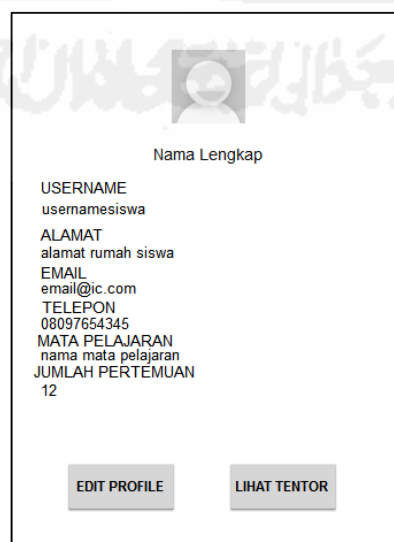 Nama Lengkap
USERNAME
usernamesiswa
ALAMAT
alamat rumah siswa
EMAIL
email@ic.com
TELEPON
08097654345
MATA PELAJARAN
nama mata pelajaran
JUMLAH PERTEMUAN
12
EDIT PROFILE LIHAT TENTOR